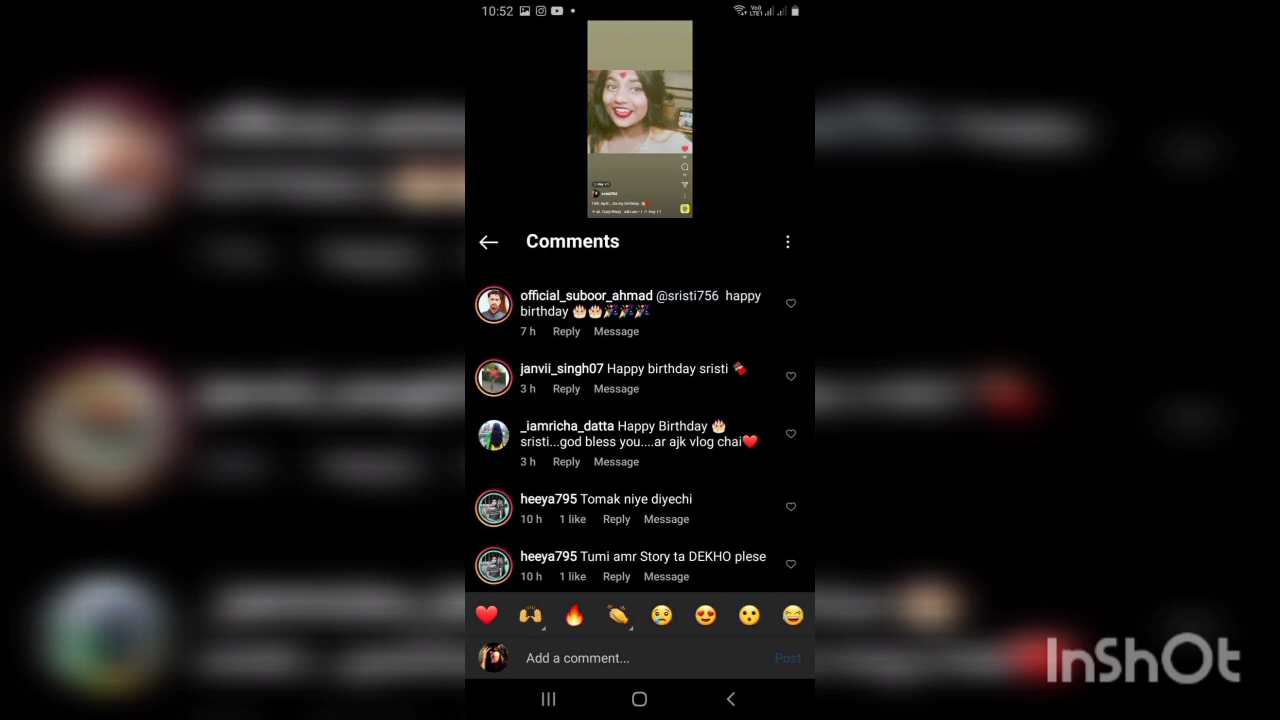 10:52
Comments
official_suboor_ahmad @sristi756 happy
birthday 🎂🎂🎉🎉🎉
7 h Reply Message
janvii_singh07 Happy birthday sristi 🍫
3 h Reply Message
_iamricha_datta Happy Birthday 🎂
sristi...god bless you....ar ajk vlog chai❤️
3 h Reply Message
heeya795 Tomak niye diyechi
10 h 1 like Reply Message
heeya795 Tumi amr Story ta DEKHO plese
10 h 1 like Reply Message
Add a comment...
Post
InShOt